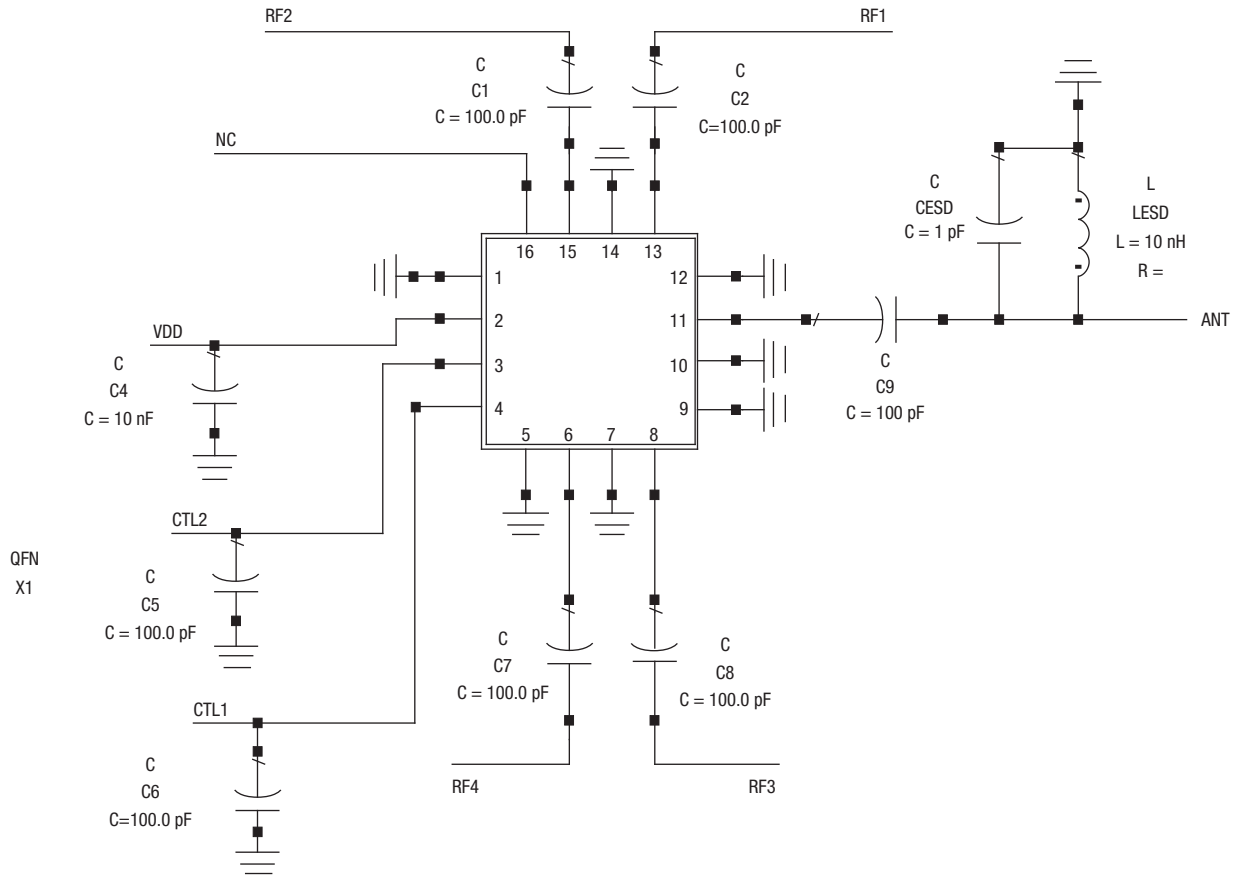 RF2
RF1
C
C1
C = 100.0 pF
C
C2
C=100.0 pF
NC
C
CESD
C = 1 pF
L
LESD
L = 10 nH
R =
16
15
14
13
1
2
3
4
12
11
10
9
5
6
7
8
VDD
C
C4
C = 10 nF
ANT
C
C9
C = 100 pF
CTL2
C
C5
C = 100.0 pF
QFN
X1
C
C7
C = 100.0 pF
C
C8
C = 100.0 pF
CTL1
C
C6
C=100.0 pF
RF4
RF3